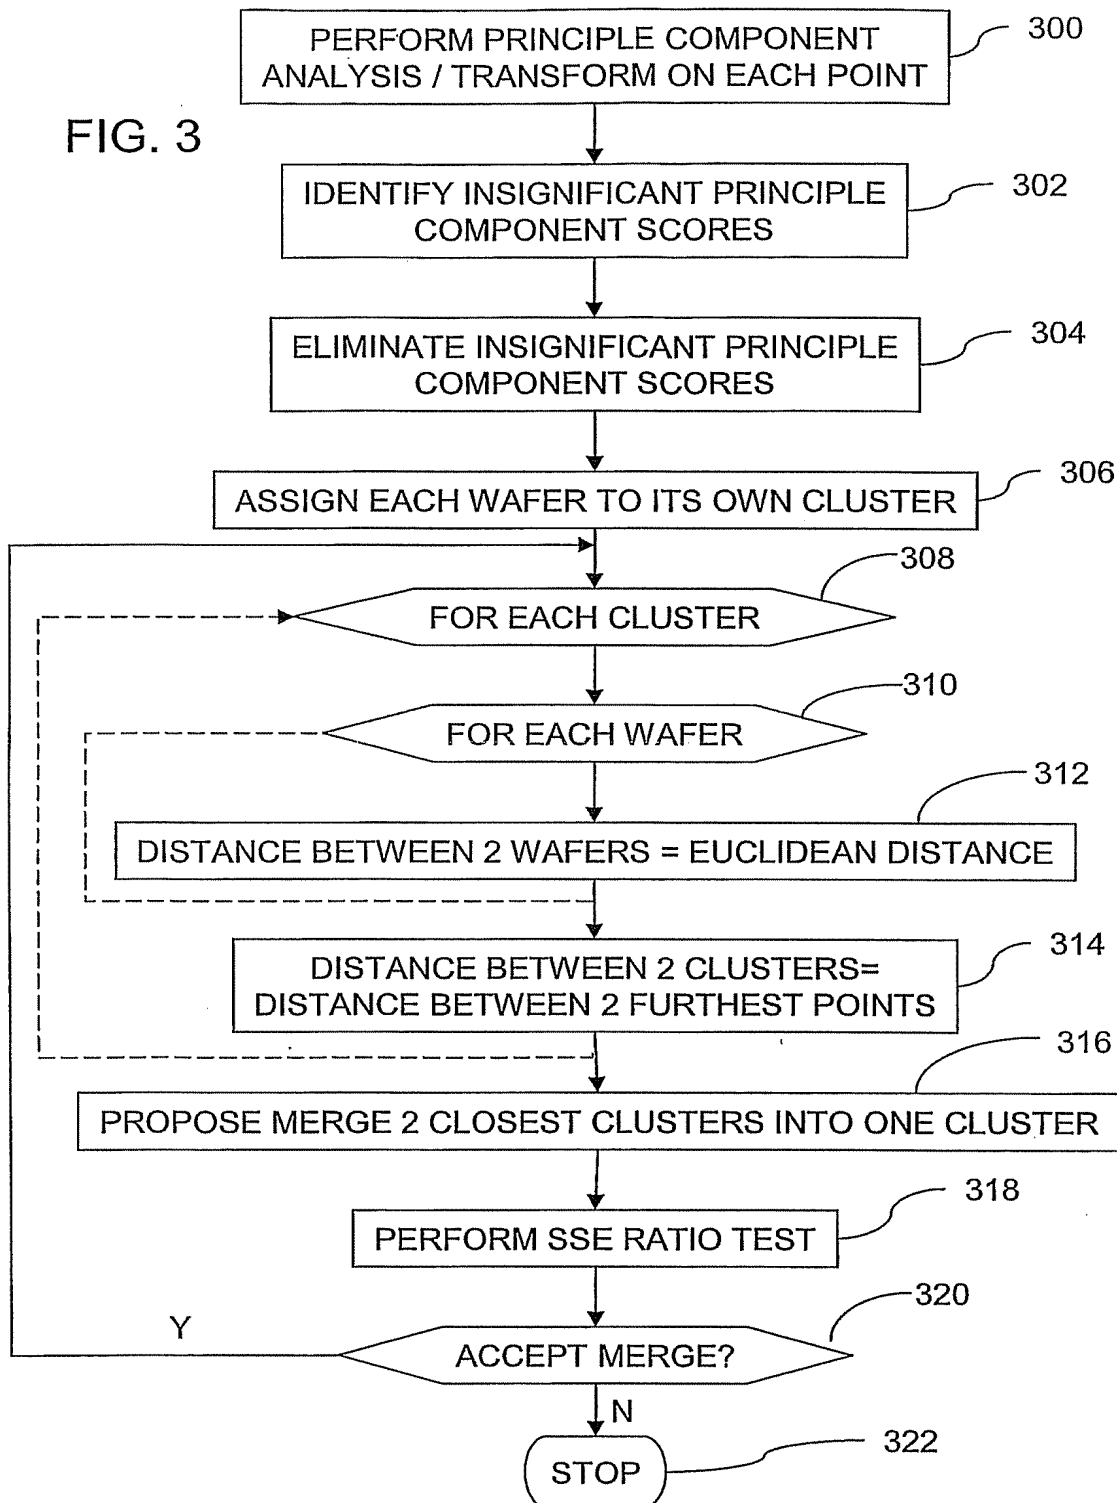 PERFORM PRINCIPLE COMPONENT
ANALYSIS / TRANSFORM ON EACH POINT
300
FIG. 3
IDENTIFY INSIGNIFICANT PRINCIPLE
COMPONENT SCORES
302
ELIMINATE INSIGNIFICANT PRINCIPLE
COMPONENT SCORES
304
ASSIGN EACH WAFER TO ITS OWN CLUSTER
306
FOR EACH CLUSTER
308
FOR EACH WAFER
310
DISTANCE BETWEEN 2 WAFERS = EUCLIDEAN DISTANCE
312
DISTANCE BETWEEN 2 CLUSTERS=
DISTANCE BETWEEN 2 FURTHEST POINTS
314
PROPOSE MERGE 2 CLOSEST CLUSTERS INTO ONE CLUSTER
316
PERFORM SSE RATIO TEST
318
ACCEPT MERGE?
320
Y
N
STOP
322